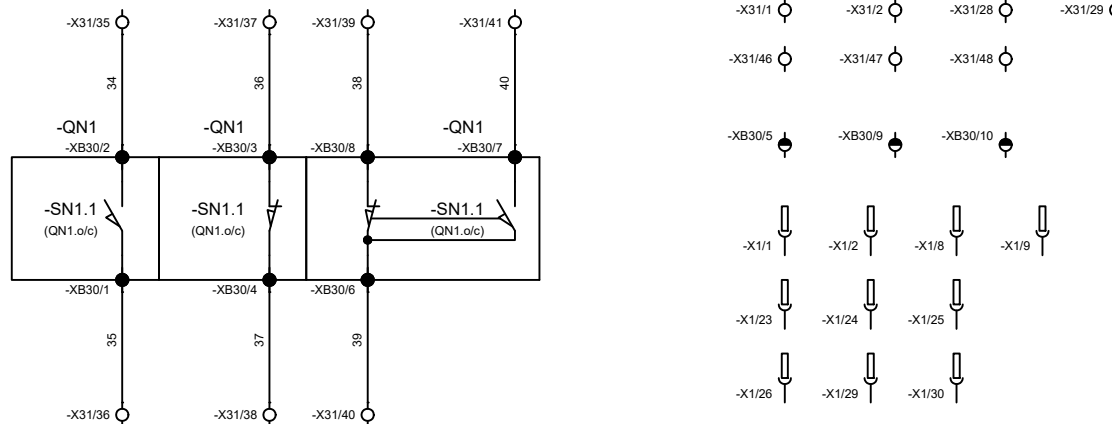 -X31/35 -X31/37 -X31/39 -X31/41
34 36 38 40
-QN1 -QN1 -QN1
-XB30/2 -XB30/3 -XB30/8 -XB30/7
-SN1.1 -SN1.1 -SN1.1
(QN1.o/c) (QN1.o/c) (QN1.o/c)
-XB30/1 -XB30/4 -XB30/6
35 37 39
-X31/36 -X31/38 -X31/40
-X31/1 -X31/2 -X31/28 -X31/29
-X31/46 -X31/47 -X31/48
-XB30/5 -XB30/9 -XB30/10
-X1/1 -X1/2 -X1/8 -X1/9
-X1/23 -X1/24 -X1/25
-X1/26 -X1/29 -X1/30